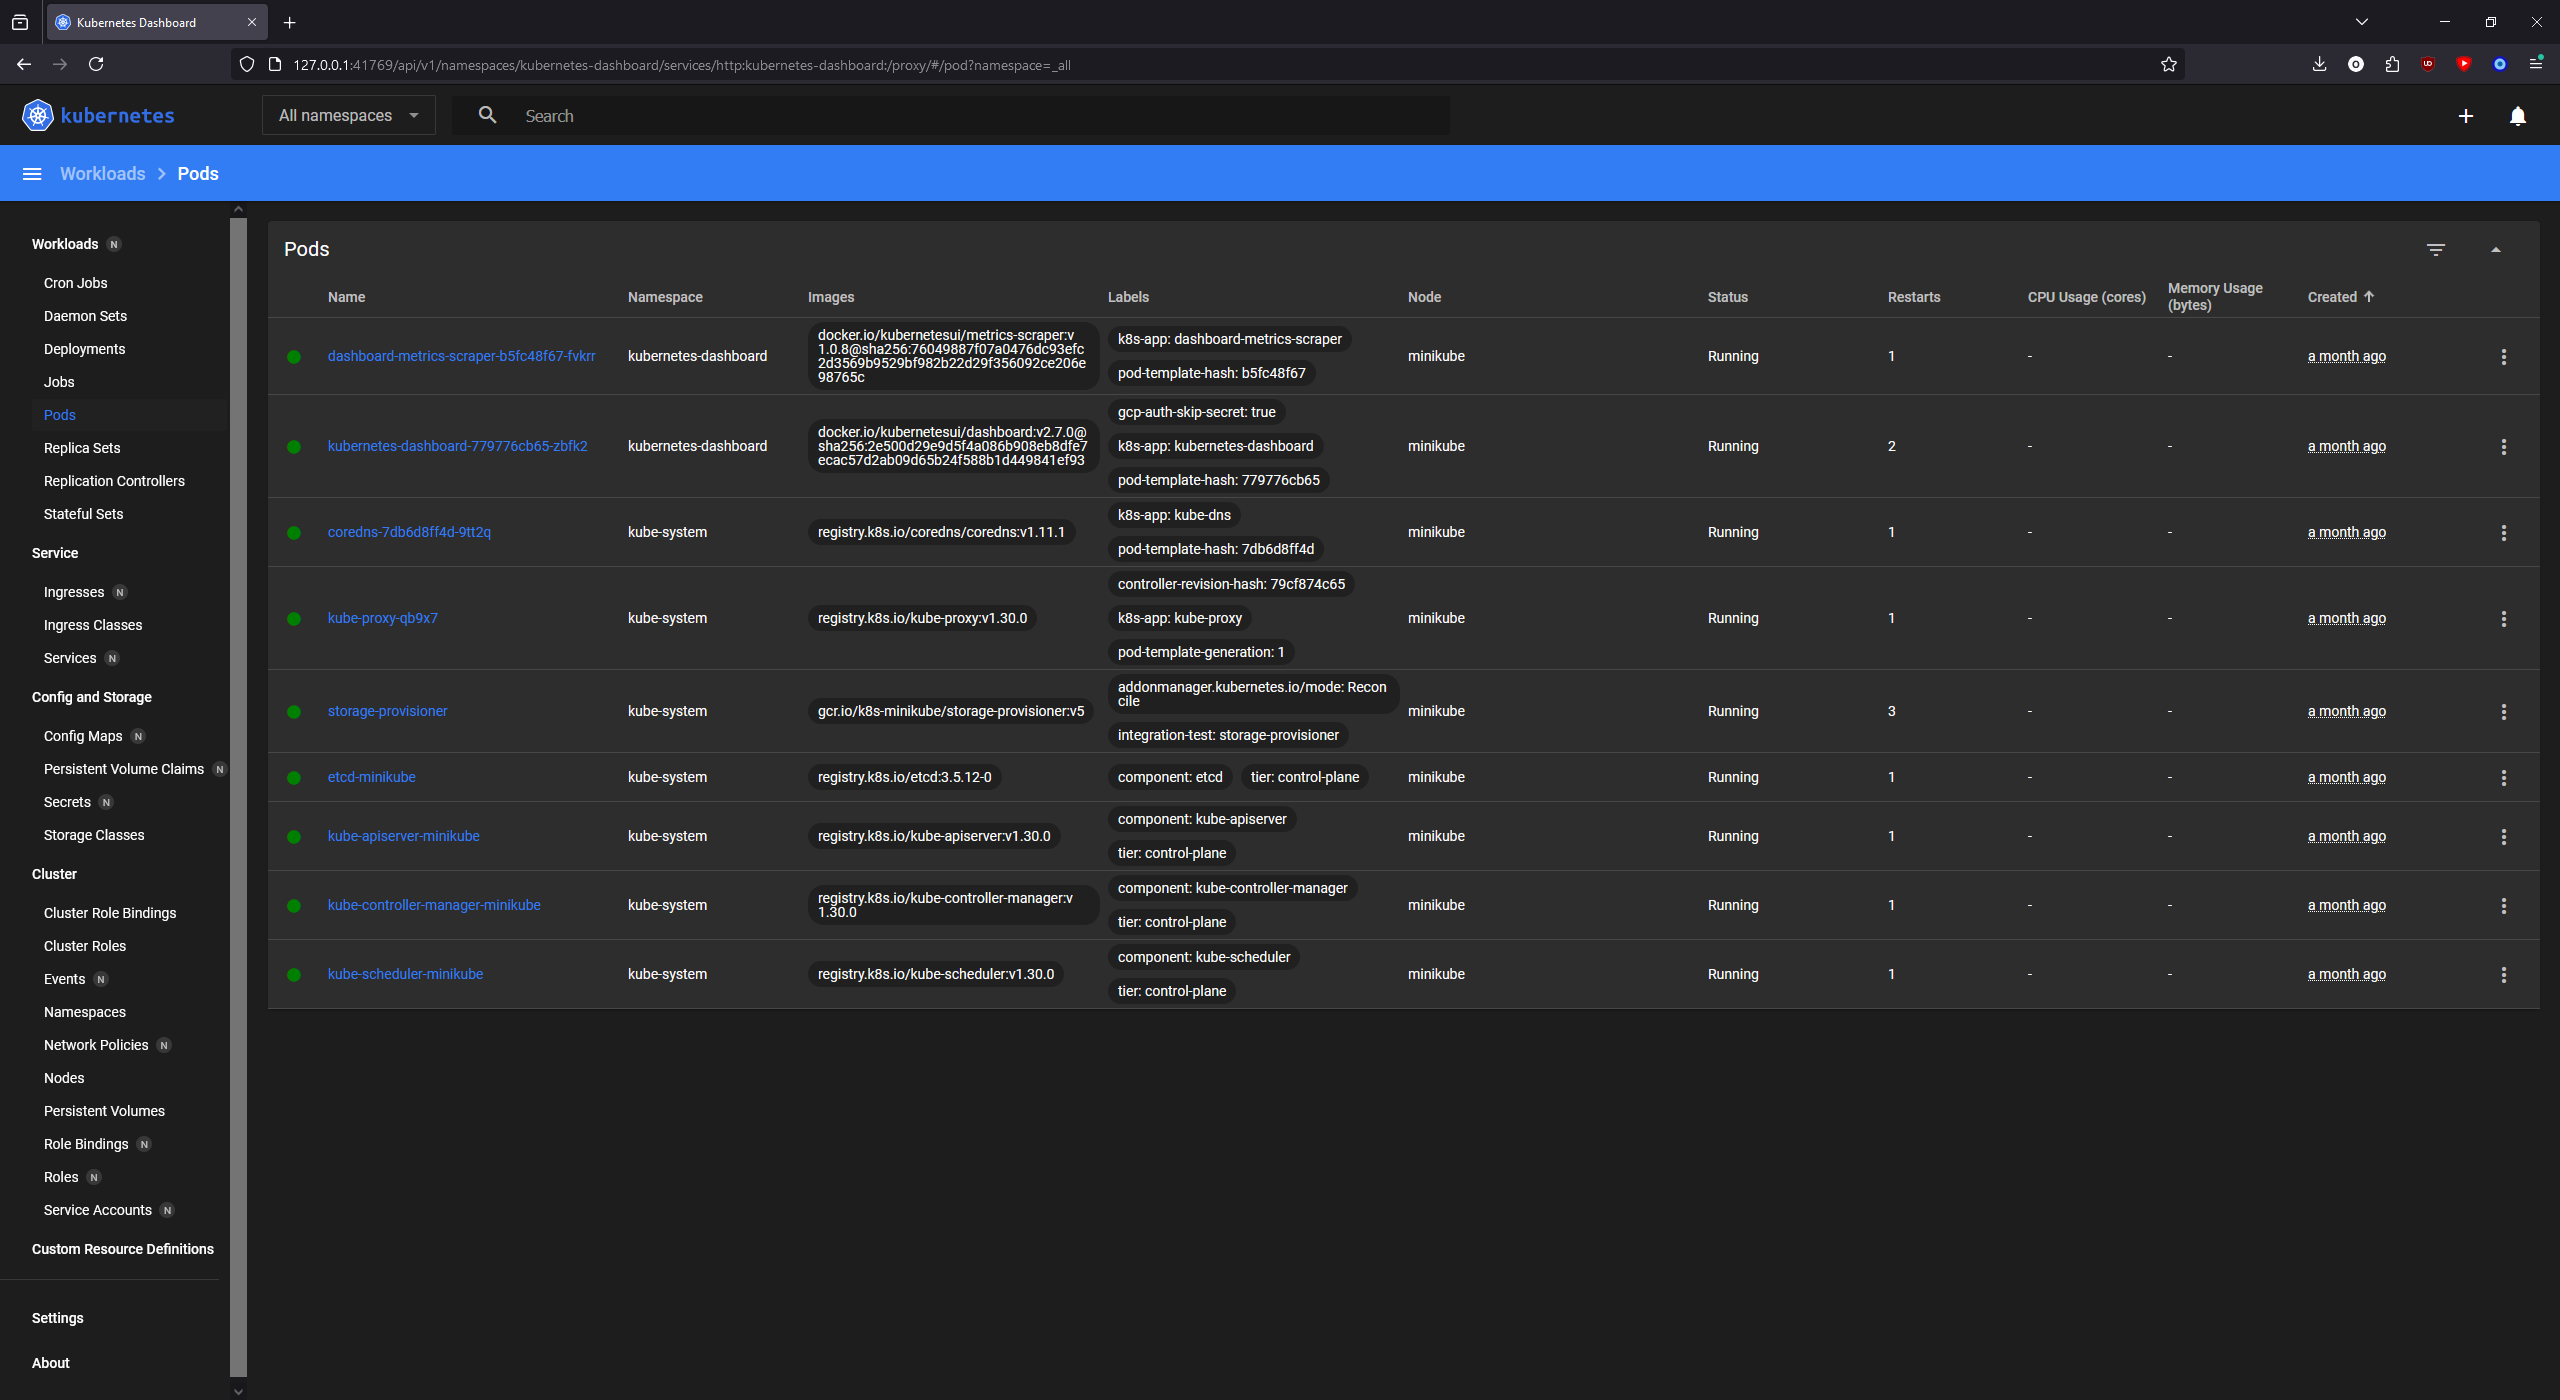 Kubernetes Dashboard
127.0.0.1:41769/api/v1/namespaces/kubernetes-dashboard/services/http:kubernetes-dashboard:/proxy/#/pod?namespace=_all
kubernetes
All namespaces
Search
Workloads
Pods
Workloads N
Cron Jobs
Daemon Sets
Deployments
Jobs
Pods
Replica Sets
Replication Controllers
Stateful Sets
Service
Ingresses N
Ingress Classes
Services N
Config and Storage
Config Maps N
Persistent Volume Claims N
Secrets N
Storage Classes
Cluster
Cluster Role Bindings
Cluster Roles
Events N
Namespaces
Network Policies N
Nodes
Persistent Volumes
Role Bindings N
Roles N
Service Accounts N
Custom Resource Definitions
Settings
About
Pods
Name
Namespace
Images
Labels
Node
Status
Restarts
CPU Usage (cores)
Memory Usage
(bytes)
Created
dashboard-metrics-scraper-b5fc48f67-fvkrr
kubernetes-dashboard
docker.io/kubernetesui/metrics-scraper:v
1.0.8@sha256:76049887f07a0476dc93efc
2d3569b9529bf982b22d29f356092ce206e
98765c
k8s-app: dashboard-metrics-scraper
pod-template-hash: b5fc48f67
minikube
Running
1
-
-
a month ago
kubernetes-dashboard-779776cb65-zbfk2
kubernetes-dashboard
docker.io/kubernetesui/dashboard:v2.7.0@
sha256:2e500d29e9d5f4a086b908eb8dfe7
ecac57d2ab09d65b24f588b1d449841ef93
gcp-auth-skip-secret: true
k8s-app: kubernetes-dashboard
pod-template-hash: 779776cb65
minikube
Running
2
-
-
a month ago
coredns-7db6d8ff4d-9tt2q
kube-system
registry.k8s.io/coredns/coredns:v1.11.1
k8s-app: kube-dns
pod-template-hash: 7db6d8ff4d
minikube
Running
1
-
-
a month ago
kube-proxy-qb9x7
kube-system
registry.k8s.io/kube-proxy:v1.30.0
controller-revision-hash: 79cf874c65
k8s-app: kube-proxy
pod-template-generation: 1
minikube
Running
1
-
-
a month ago
storage-provisioner
kube-system
gcr.io/k8s-minikube/storage-provisioner:v5
addonmanager.kubernetes.io/mode: Recon
cile
integration-test: storage-provisioner
minikube
Running
3
-
-
a month ago
etcd-minikube
kube-system
registry.k8s.io/etcd:3.5.12-0
component: etcd
tier: control-plane
minikube
Running
1
-
-
a month ago
kube-apiserver-minikube
kube-system
registry.k8s.io/kube-apiserver:v1.30.0
component: kube-apiserver
tier: control-plane
minikube
Running
1
-
-
a month ago
kube-controller-manager-minikube
kube-system
registry.k8s.io/kube-controller-manager:v
1.30.0
component: kube-controller-manager
tier: control-plane
minikube
Running
1
-
-
a month ago
kube-scheduler-minikube
kube-system
registry.k8s.io/kube-scheduler:v1.30.0
component: kube-scheduler
tier: control-plane
minikube
Running
1
-
-
a month ago